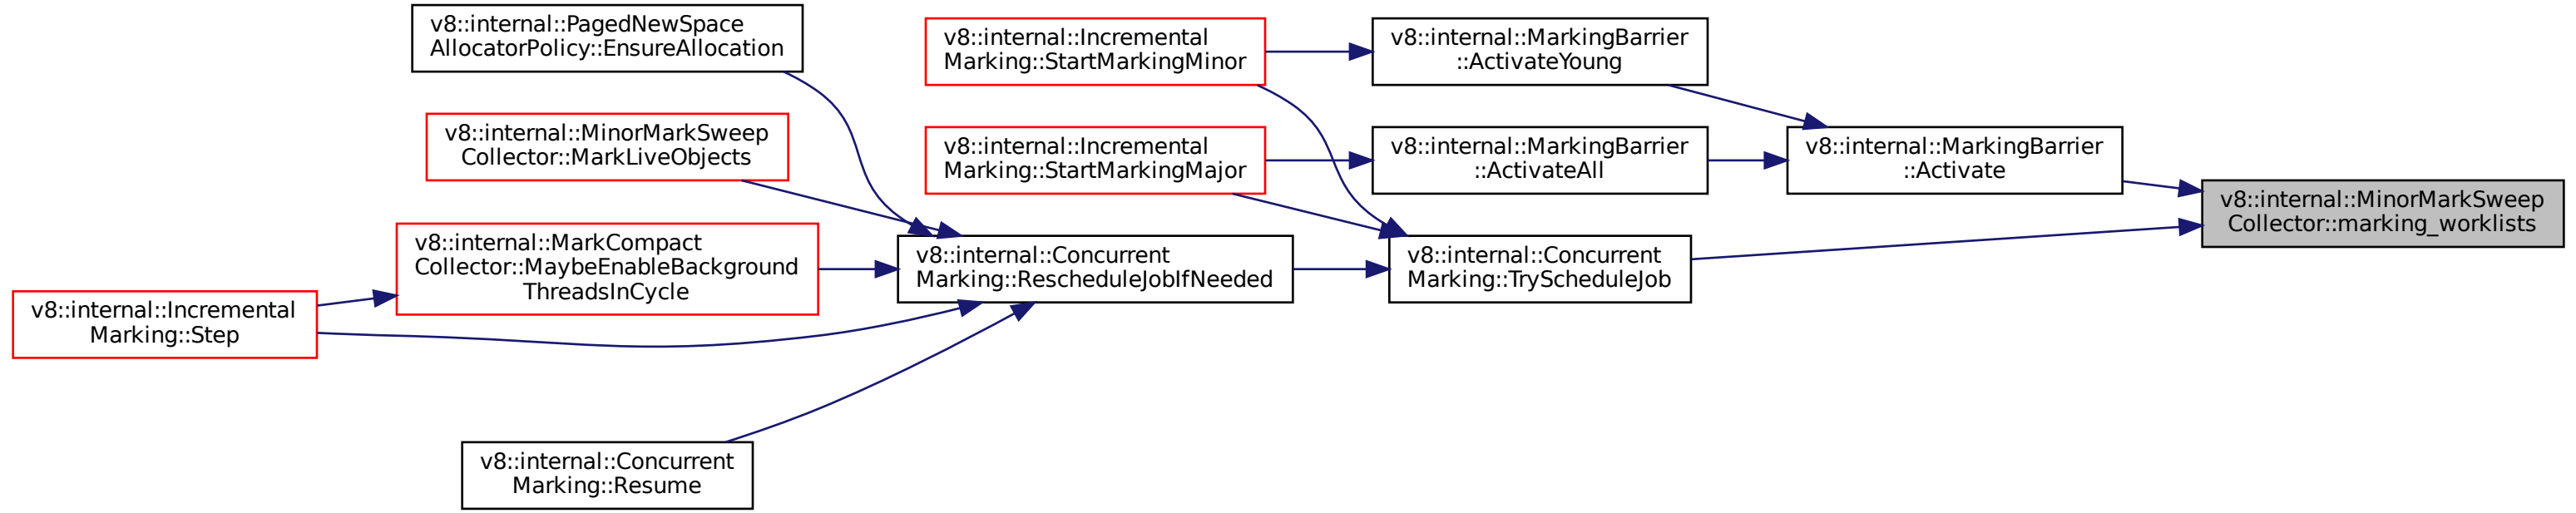 v8::internal::PagedNewSpace
AllocatorPolicy::EnsureAllocation
v8::internal::MinorMarkSweep
Collector::MarkLiveObjects
v8::internal::MarkCompact
Collector::MaybeEnableBackground
ThreadsInCycle
v8::internal::Incremental
Marking::Step
v8::internal::Concurrent
Marking::Resume
v8::internal::Incremental
Marking::StartMarkingMinor
v8::internal::Incremental
Marking::StartMarkingMajor
v8::internal::Concurrent
Marking::RescheduleJobIfNeeded
v8::internal::MarkingBarrier
::ActivateYoung
v8::internal::MarkingBarrier
::ActivateAll
v8::internal::Concurrent
Marking::TryScheduleJob
v8::internal::MarkingBarrier
::Activate
v8::internal::MinorMarkSweep
Collector::marking_worklists